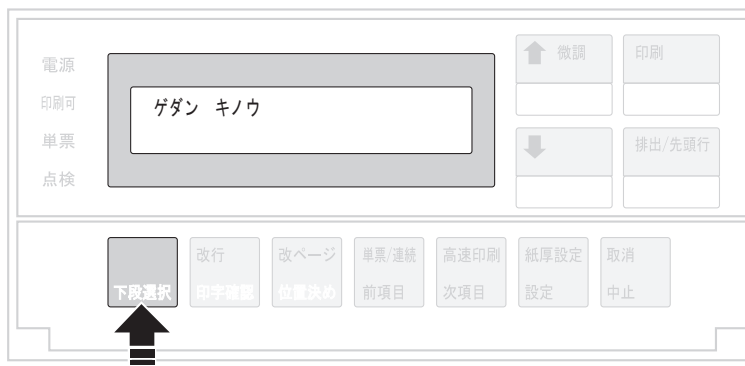 電源
印刷可
単票
点検
ゲダン キノウ
微調
印刷
排出/先頭行
改行
改ページ
単票/連続
高速印刷
紙厚設定
取消
下段選択
印字確認
位置決め
前項目
次項目
設定
中止